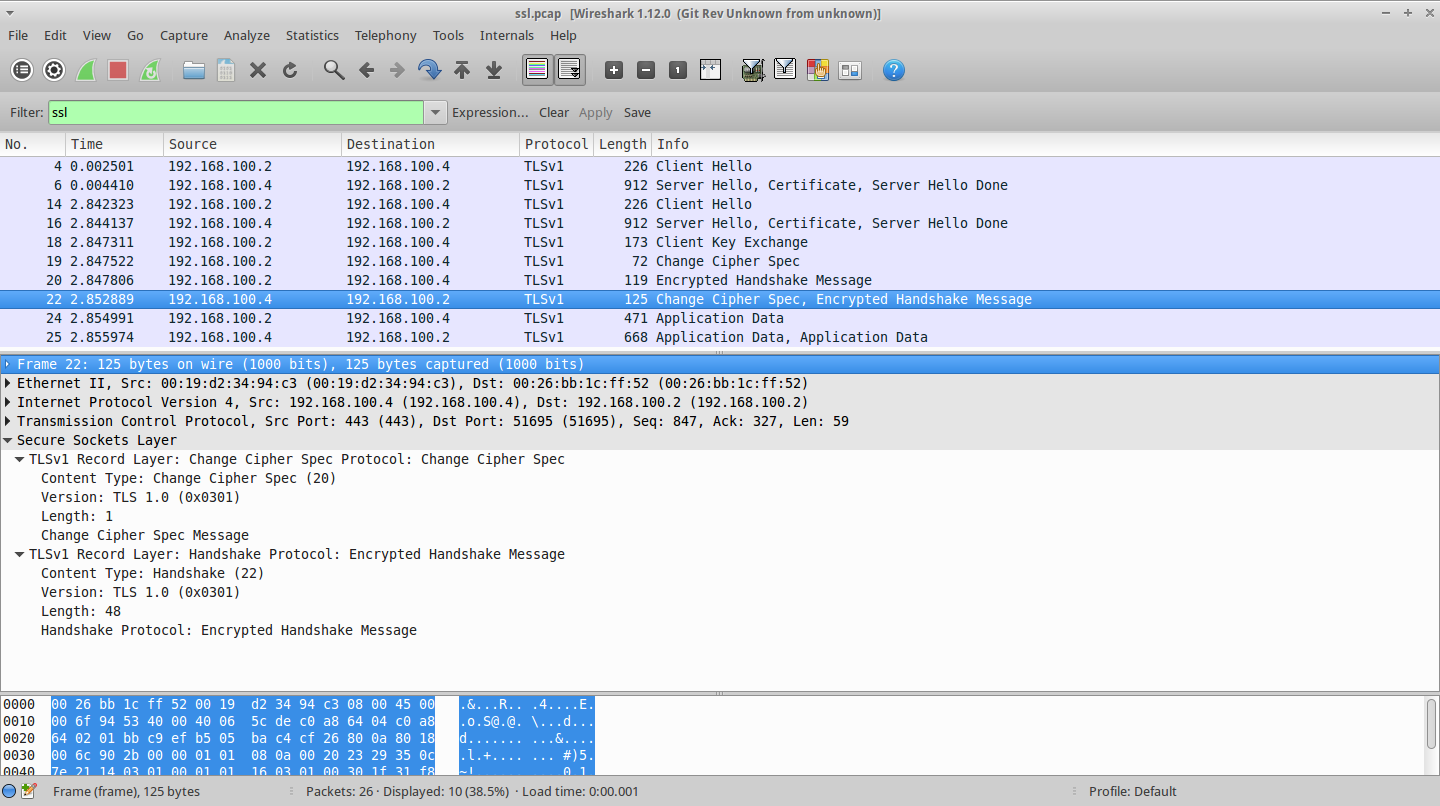 ssl.pcap [Wireshark 1.12.0 (Git Rev Unknown from unknown)]
File Edit View Go Capture Analyze Statistics Telephony Tools Internals Help
Filter: ssl Expression... Clear Apply Save
No. Time Source Destination Protocol Length Info
4 0.002501 192.168.100.2 192.168.100.4 TLSv1 226 Client Hello
6 0.004410 192.168.100.4 192.168.100.2 TLSv1 912 Server Hello, Certificate, Server Hello Done
14 2.842323 192.168.100.2 192.168.100.4 TLSv1 226 Client Hello
16 2.844137 192.168.100.4 192.168.100.2 TLSv1 912 Server Hello, Certificate, Server Hello Done
18 2.847311 192.168.100.2 192.168.100.4 TLSv1 173 Client Key Exchange
19 2.847522 192.168.100.2 192.168.100.4 TLSv1 72 Change Cipher Spec
20 2.847806 192.168.100.2 192.168.100.4 TLSv1 119 Encrypted Handshake Message
22 2.852889 192.168.100.4 192.168.100.2 TLSv1 125 Change Cipher Spec, Encrypted Handshake Message
24 2.854991 192.168.100.2 192.168.100.4 TLSv1 471 Application Data
25 2.855974 192.168.100.4 192.168.100.2 TLSv1 668 Application Data, Application Data
Frame 22: 125 bytes on wire (1000 bits), 125 bytes captured (1000 bits)
Ethernet II, Src: 00:19:d2:34:94:c3 (00:19:d2:34:94:c3), Dst: 00:26:bb:1c:ff:52 (00:26:bb:1c:ff:52)
Internet Protocol Version 4, Src: 192.168.100.4 (192.168.100.4), Dst: 192.168.100.2 (192.168.100.2)
Transmission Control Protocol, Src Port: 443 (443), Dst Port: 51695 (51695), Seq: 847, Ack: 327, Len: 59
Secure Sockets Layer
TLSv1 Record Layer: Change Cipher Spec Protocol: Change Cipher Spec
Content Type: Change Cipher Spec (20)
Version: TLS 1.0 (0x0301)
Length: 1
Change Cipher Spec Message
TLSv1 Record Layer: Handshake Protocol: Encrypted Handshake Message
Content Type: Handshake (22)
Version: TLS 1.0 (0x0301)
Length: 48
Handshake Protocol: Encrypted Handshake Message
0000 00 26 bb 1c ff 52 00 19 d2 34 94 c3 08 00 45 00 .&...R.. .4....E.
0010 00 6f 94 53 40 00 40 06 5c de c0 a8 64 04 c0 a8 .o.S@.@. \...d...
0020 64 02 01 bb c9 ef b5 05 ba c4 cf 26 80 0a 80 18 d....... ...&....
0030 00 6c 90 2b 00 00 01 01 08 0a 00 20 23 29 35 0c .l.+.... ... #)5.
0040 7e 21 14 03 01 00 01 01 16 03 01 00 30 1f 31 f8 ~!...... ....0.1.
Frame (frame), 125 bytes Packets: 26 · Displayed: 10 (38.5%) · Load time: 0:00.001 Profile: Default